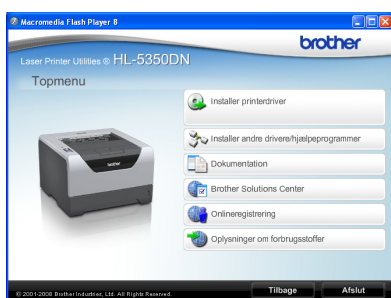 Macromedia Flash Player 8
brother
Laser Printer Utilities ® HL-5350DN
Topmenu
Installer printerdriver
Installer andre drivere/hjælpeprogrammer
Dokumentation
Brother Solutions Center
Onlineregistrering
Oplysninger om forbrugsstoffer
© 2001-2008 Brother Industries, Ltd. All Rights Reserved.
Tilbage
Afslut